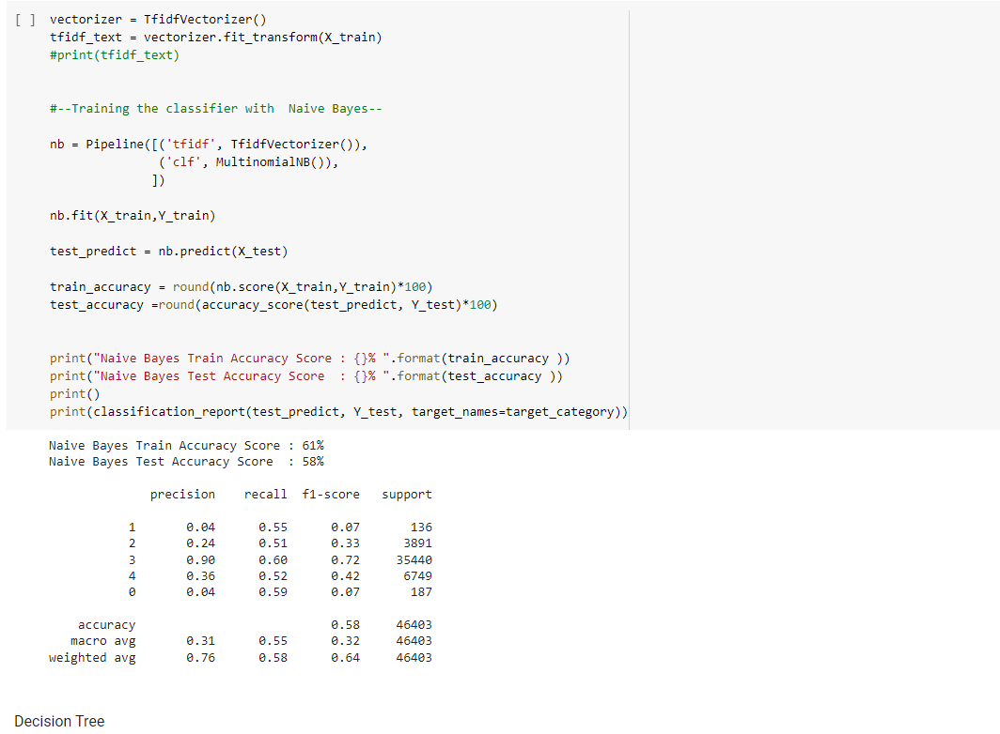 [ ] vectorizer = TfidfVectorizer()
tfidf_text = vectorizer.fit_transform(X_train)
#print(tfidf_text)
#--Training the classifier with  Naive Bayes--
nb = Pipeline([('tfidf', TfidfVectorizer()),
('clf', MultinomialNB()),
])
nb.fit(X_train,Y_train)
test_predict = nb.predict(X_test)
train_accuracy = round(nb.score(X_train,Y_train)*100)
test_accuracy =round(accuracy_score(test_predict, Y_test)*100)
print("Naive Bayes Train Accuracy Score : {}% ".format(train_accuracy ))
print("Naive Bayes Test Accuracy Score  : {}% ".format(test_accuracy ))
print()
print(classification_report(test_predict, Y_test, target_names=target_category))
Naive Bayes Train Accuracy Score : 61%
Naive Bayes Test Accuracy Score  : 58%
precision recall f1-score support
1 0.04 0.55 0.07 136
2 0.24 0.51 0.33 3891
3 0.90 0.60 0.72 35440
4 0.36 0.52 0.42 6749
0 0.04 0.59 0.07 187
accuracy 0.58 46403
macro avg 0.31 0.55 0.32 46403
weighted avg 0.76 0.58 0.64 46403
Decision Tree